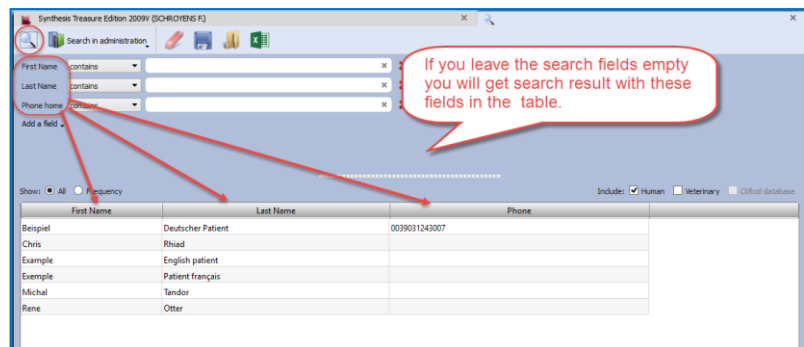 Synthesis Treasure Edition 2009V (SCHROYENS F.)
Search in administration
First Name contains
Last Name contains
Phone home contains
Add a field
If you leave the search fields empty
you will get search result with these
fields in the table.
Show: All Frequency
Include: Human Veterinary Clificol database
First Name Last Name Phone
Beispiel Deutscher Patient 0039031243007
Chris Rhiad
Example English patient
Exemple Patient français
Michal Tandor
Rene Otter